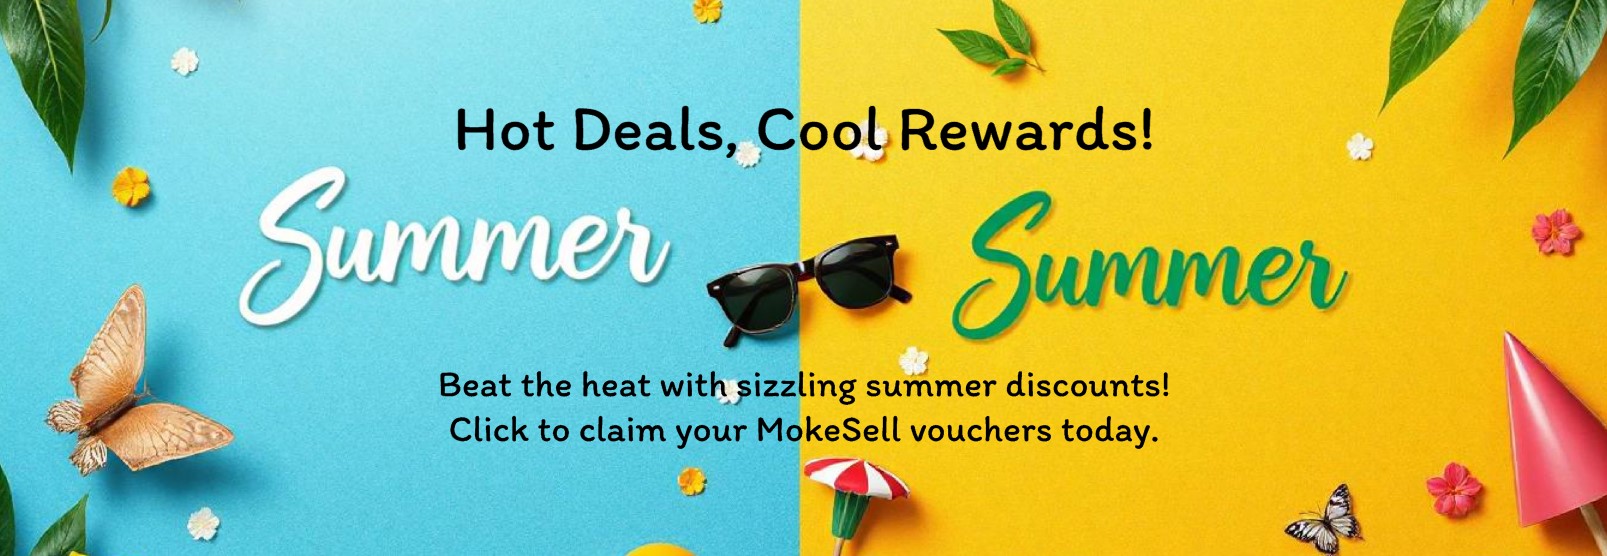 Hot Deals, Cool Rewards!
Summer
Summer
Beat the heat with sizzling summer discounts!
Click to claim your MokeSell vouchers today.